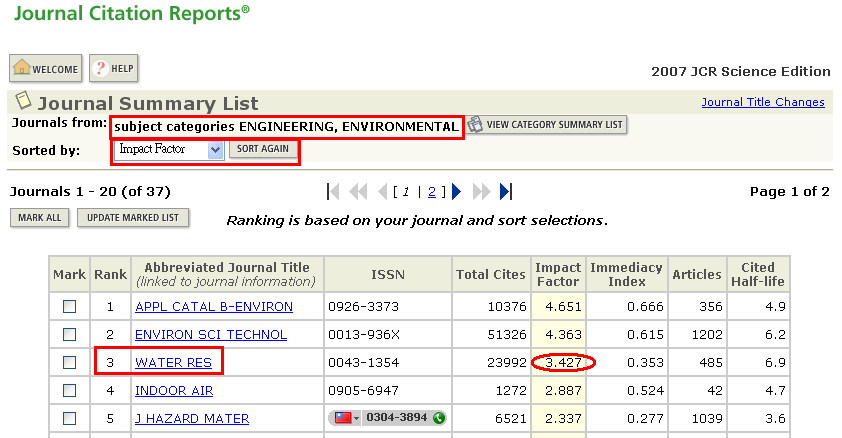 Journal Citation Reports®
WELCOME ? HELP
2007 JCR Science Edition
Journal Summary List
Journal Title Changes
Journals from: subject categories ENGINEERING, ENVIRONMENTAL VIEW CATEGORY SUMMARY LIST
Sorted by: Impact Factor SORT AGAIN
Journals 1 - 20 (of 37) [ 1 | 2 ] Page 1 of 2
MARK ALL UPDATE MARKED LIST Ranking is based on your journal and sort selections.
Mark Rank Abbreviated Journal Title (linked to journal information) ISSN Total Cites Impact Factor Immediacy Index Articles Cited Half-life
1 APPL CATAL B-ENVIRON 0926-3373 10376 4.651 0.666 356 4.9
2 ENVIRON SCI TECHNOL 0013-936X 51326 4.363 0.615 1202 6.2
3 WATER RES 0043-1354 23992 3.427 0.353 485 6.9
4 INDOOR AIR 0905-6947 1272 2.887 0.524 42 4.7
5 J HAZARD MATER 0304-3894 6521 2.337 0.277 1039 3.6